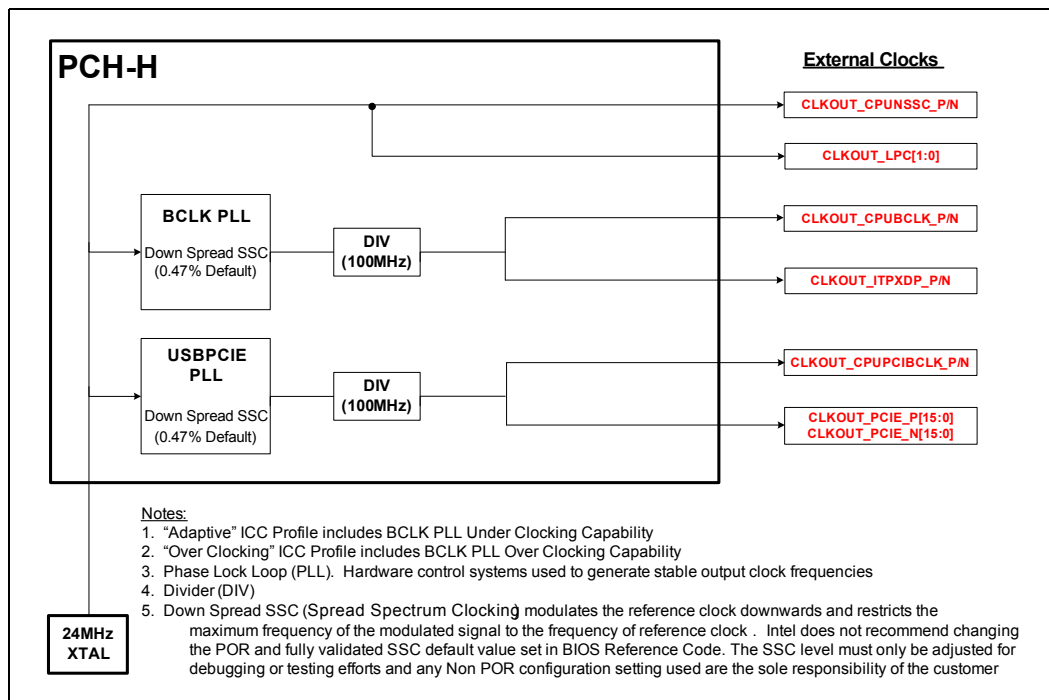 PCH-H
External Clocks
CLKOUT_CPUNSSC_P/N
CLKOUT_LPC[1:0]
BCLK PLL
Down Spread SSC
(0.47% Default)
DIV
(100MHz)
CLKOUT_CPUBCLK_P/N
CLKOUT_ITPXDP_P/N
USBPCIE
PLL
Down Spread SSC
(0.47% Default)
DIV
(100MHz)
CLKOUT_CPUPCIBCLK_P/N
CLKOUT_PCIE_P[15:0]
CLKOUT_PCIE_N[15:0]
Notes:
1. “Adaptive” ICC Profile includes BCLK PLL Under Clocking Capability
2. “Over Clocking” ICC Profile includes BCLK PLL Over Clocking Capability
3. Phase Lock Loop (PLL). Hardware control systems used to generate stable output clock frequencies
4. Divider (DIV)
5. Down Spread SSC (Spread Spectrum Clocking) modulates the reference clock downwards and restricts the
maximum frequency of the modulated signal to the frequency of reference clock . Intel does not recommend changing
the POR and fully validated SSC default value set in BIOS Reference Code. The SSC level must only be adjusted for
debugging or testing efforts and any Non POR configuration setting used are the sole responsibility of the customer
24MHz
XTAL